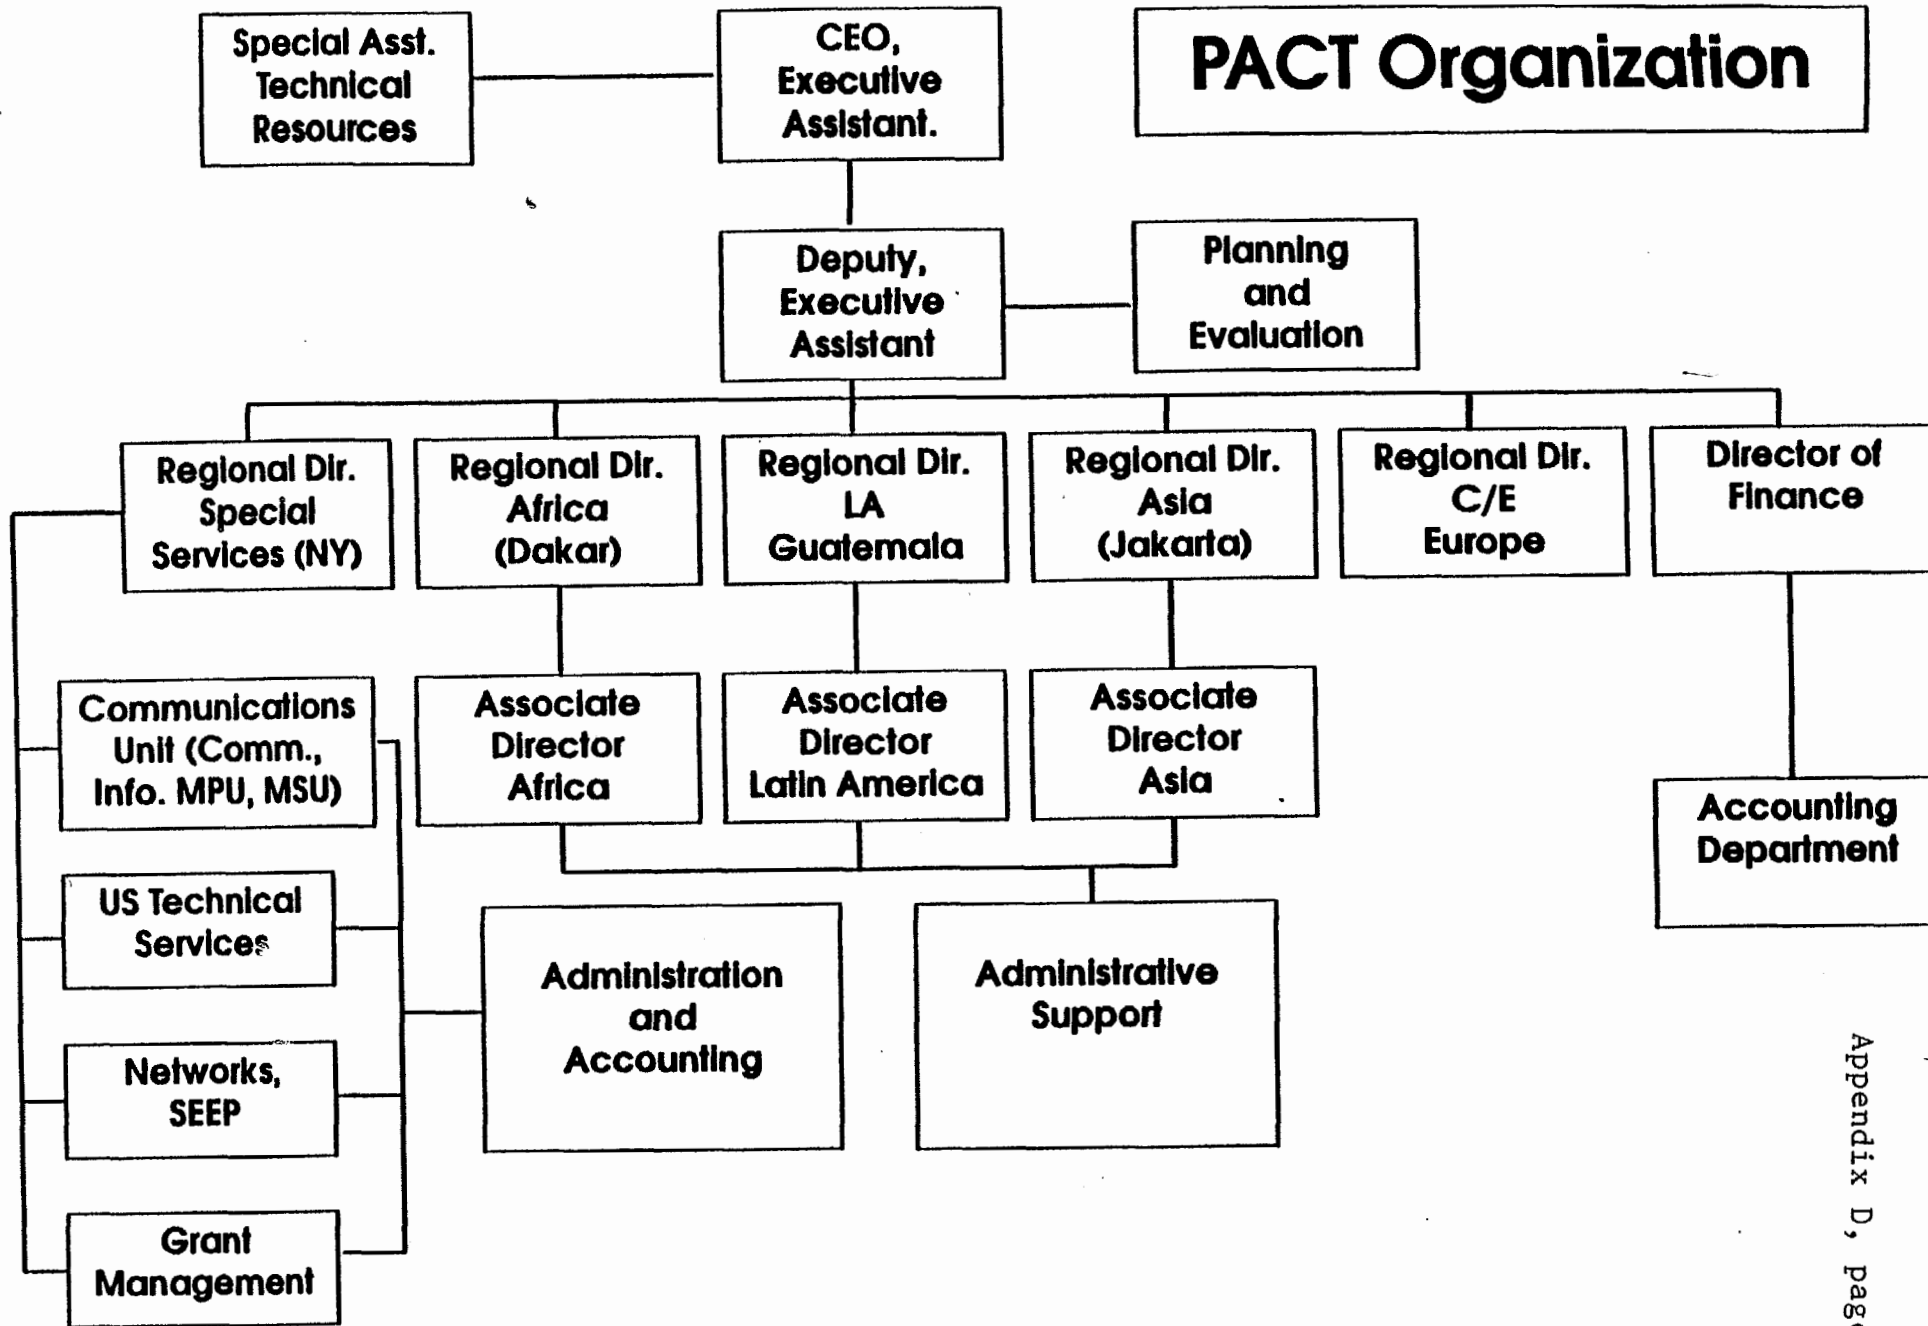 Special Asst.
Technical
Resources
CEO,
Executive
Assistant.
PACT Organization
Deputy,
Executive
Assistant
Planning
and
Evaluation
Regional Dir.
Special
Services (NY)
Regional Dir.
Africa
(Dakar)
Regional Dir.
LA
Guatemala
Regional Dir.
Asia
(Jakarta)
Regional Dir.
C/E
Europe
Director of
Finance
Communications
Unit (Comm.,
Info. MPU, MSU)
Associate
Director
Africa
Associate
Director
Latin America
Associate
Director
Asia
Accounting
Department
US Technical
Services
Administration
and
Accounting
Administrative
Support
Networks,
SEEP
Grant
Management
Appendix D, page